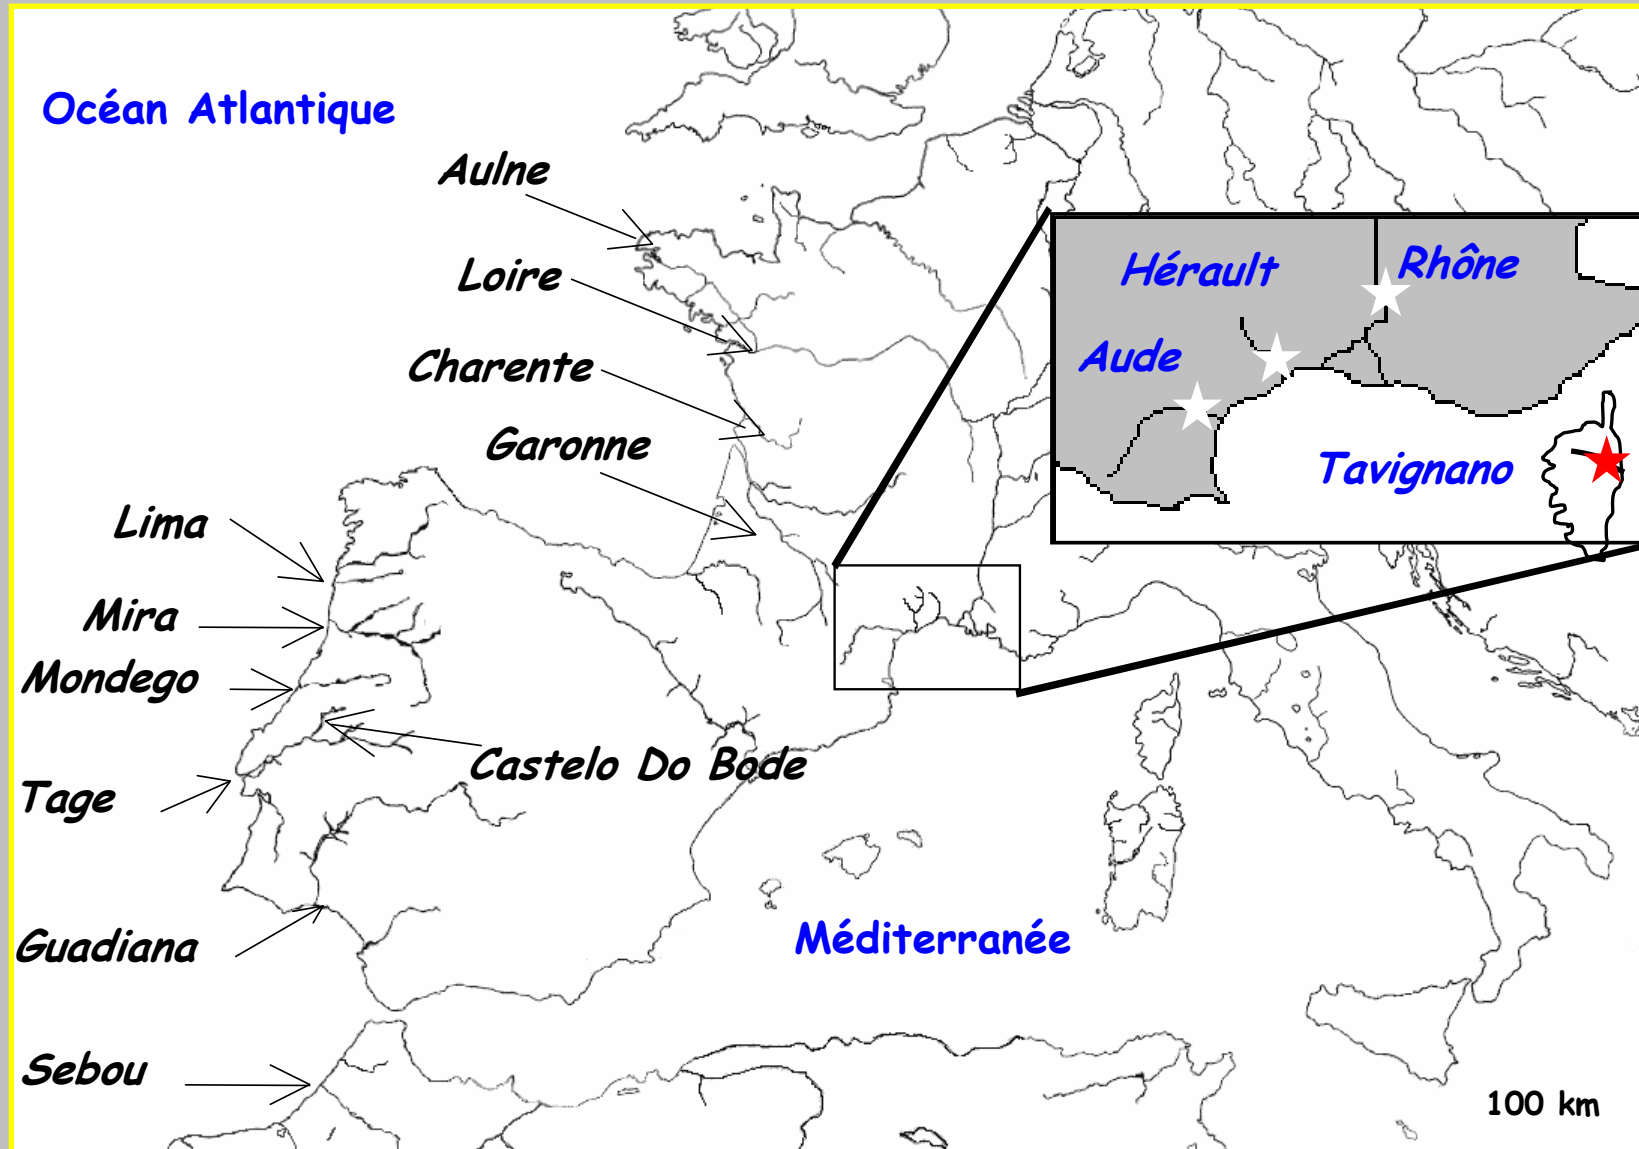 Océan Atlantique
Aulne
Loire
Charente
Garonne
Lima
Mira
Mondego
Castelo Do Bode
Tage
Guadiana
Sebou
Hérault
Rhône
Aude
Tavignano
Méditerranée
100 km